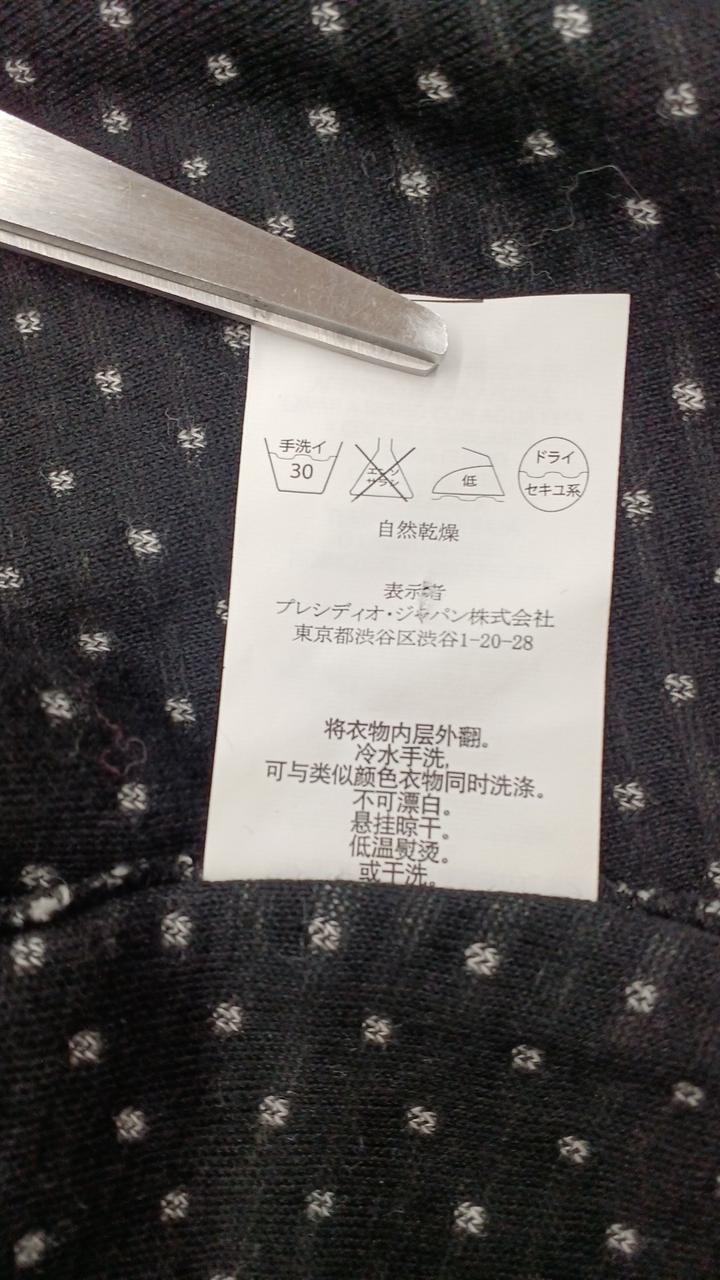 手洗イ
30
エンソ
サラシ
低
ドライ
セキユ系
自然乾燥
表示者
プレシディオ・ジャパン株式会社
東京都渋谷区渋谷1-20-28
将衣物内层外翻。
冷水手洗,
可与类似颜色衣物同时洗涤。
不可漂白。
悬挂晾干。
低温熨烫。
或干洗。